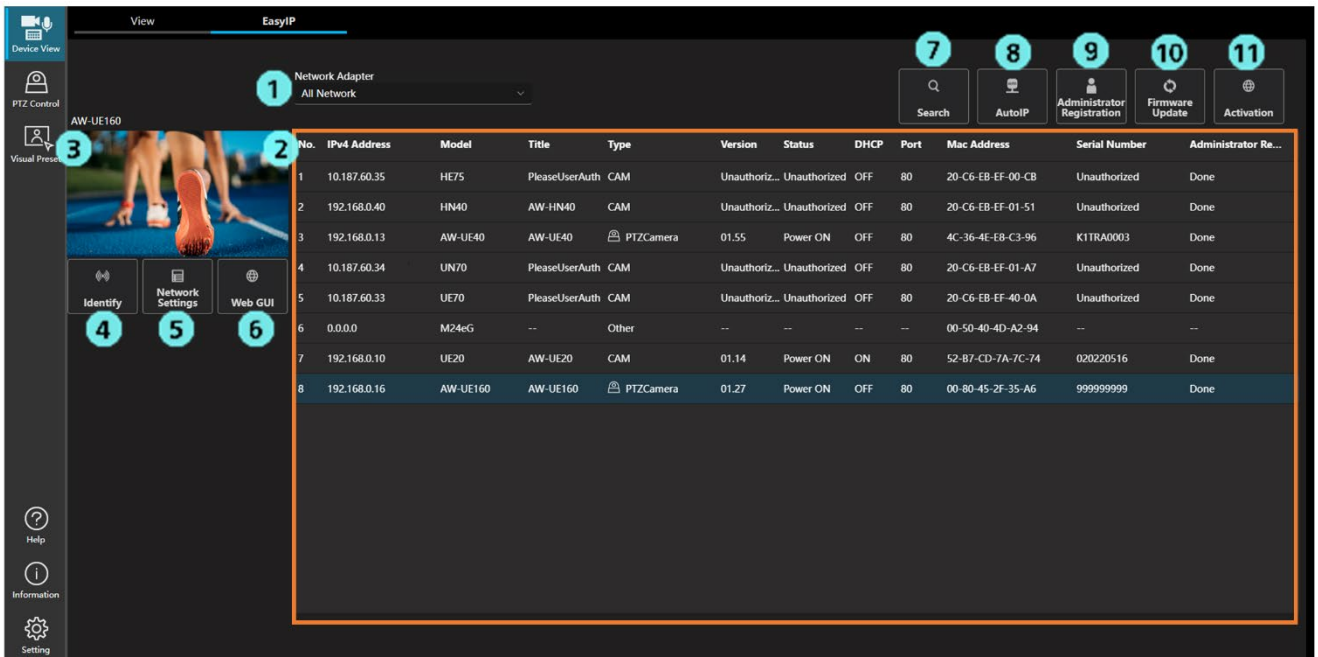 View EasyIP
Device View
PTZ Control
Visual Preset
Help
Information
Setting
1 Network Adapter
All Network
7 8 9 10 11
Search AutoIP Administrator Registration Firmware Update Activation
AW-UE160
3 2
4 5 6
Identify Network Settings Web GUI
No. IPv4 Address Model Title Type Version Status DHCP Port Mac Address Serial Number Administrator Re...
1 10.187.60.35 HE75 PleaseUserAuth CAM Unauthoriz... Unauthorized OFF 80 20-C6-EB-EF-00-CB Unauthorized Done
2 192.168.0.40 HN40 AW-HN40 CAM Unauthoriz... Unauthorized OFF 80 20-C6-EB-EF-01-51 Unauthorized Done
3 192.168.0.13 AW-UE40 AW-UE40 PTZCamera 01.55 Power ON OFF 80 4C-36-4E-E8-C3-96 K1TRA0003 Done
4 10.187.60.34 UN70 PleaseUserAuth CAM Unauthoriz... Unauthorized OFF 80 20-C6-EB-EF-01-A7 Unauthorized Done
5 10.187.60.33 UE70 PleaseUserAuth CAM Unauthoriz... Unauthorized OFF 80 20-C6-EB-EF-40-0A Unauthorized Done
6 0.0.0.0 M24eG -- Other -- -- -- -- 00-50-40-4D-A2-94 -- --
7 192.168.0.10 UE20 AW-UE20 CAM 01.14 Power ON ON 80 52-B7-CD-7A-7C-74 020220516 Done
8 192.168.0.16 AW-UE160 AW-UE160 PTZCamera 01.27 Power ON OFF 80 00-80-45-2F-35-A6 999999999 Done